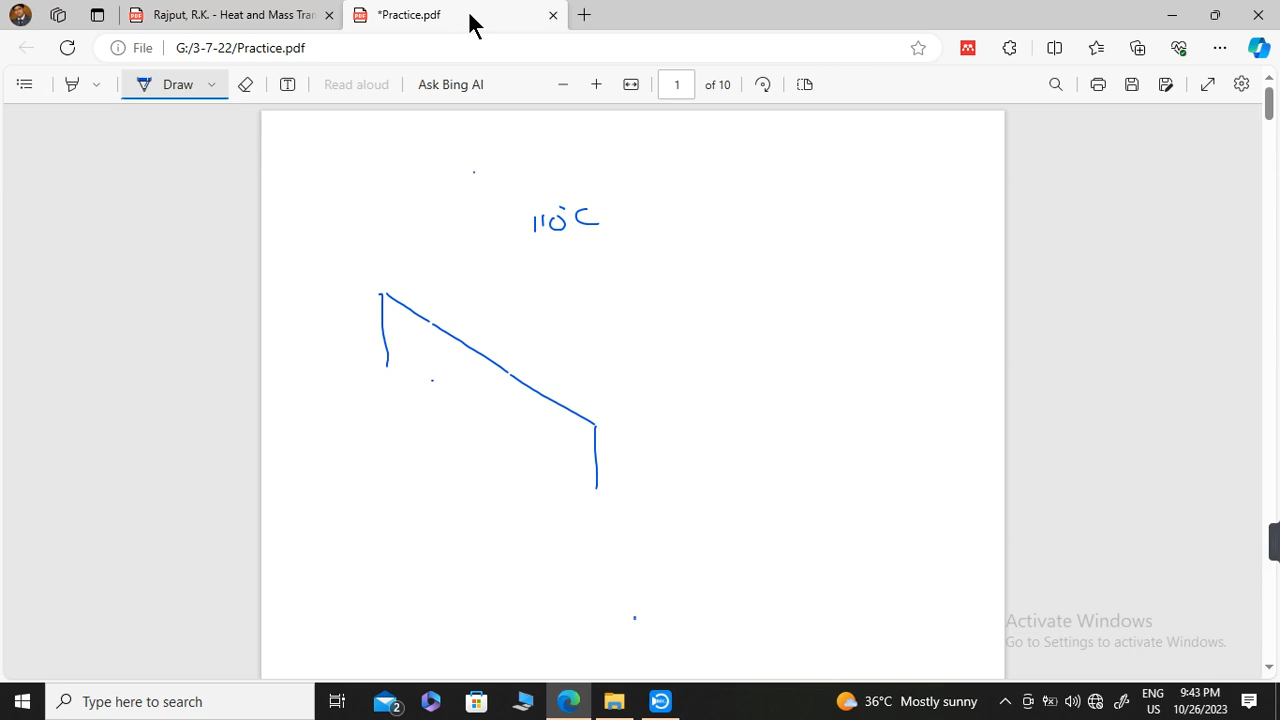 Rajput, R.K. - Heat and Mass Tran
*Practice.pdf
File
G:/3-7-22/Practice.pdf
Draw
Read aloud
Ask Bing AI
1
of 10
110°C
Activate Windows
Go to Settings to activate Windows.
Type here to search
2
36°C Mostly sunny
ENG
US
9:43 PM
10/26/2023